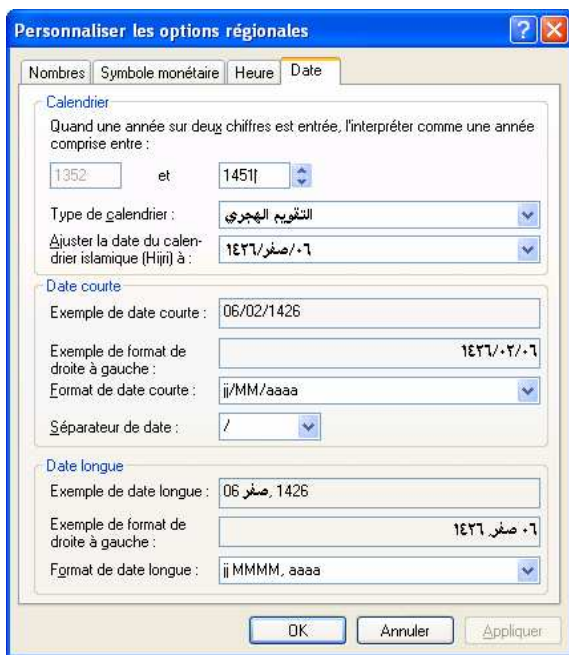 Personnaliser les options régionales
Nombres Symbole monétaire Heure Date
Calendrier
Quand une année sur deux chiffres est entrée, l'interpréter comme une année
comprise entre :
1352 et 1451
Type de calendrier : التقويم الهجري
Ajuster la date du calen-
drier islamique (Hijri) à : ٠٦/صفر/١٤٢٦
Date courte
Exemple de date courte : 06/02/1426
Exemple de format de
droite à gauche : ١٤٢٦/٠٢/٠٦
Format de date courte : jj/MM/aaaa
Séparateur de date : /
Date longue
Exemple de date longue : 06 صفر, 1426
Exemple de format de
droite à gauche : ٠٦ صفر, ١٤٢٦
Format de date longue : jj MMMM, aaaa
OK Annuler Appliquer